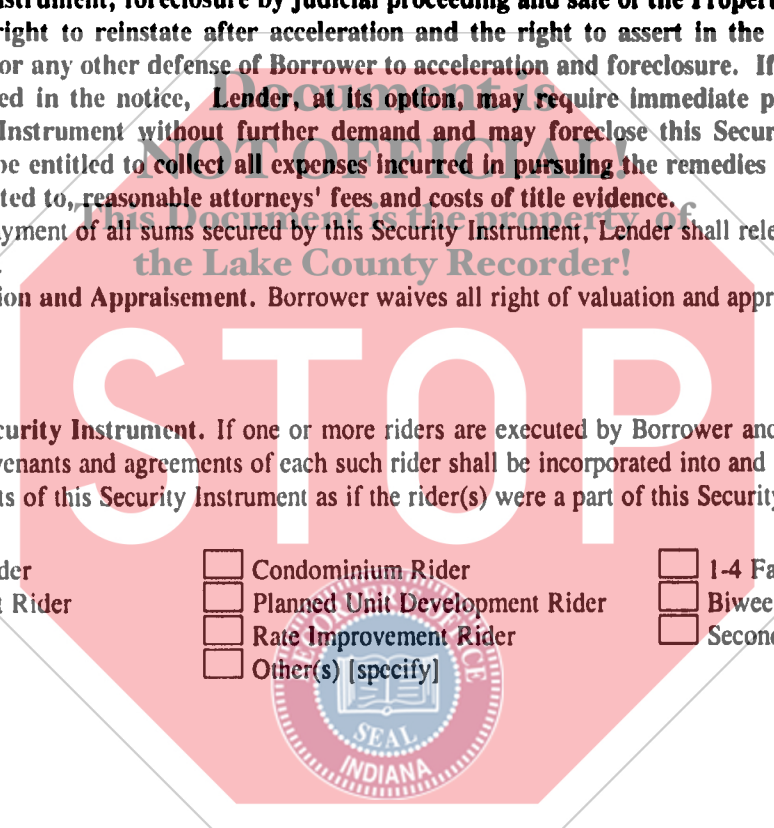 strument, foreclosure by judicial proceeding and sale of the Propert
right to reinstate after acceleration and the right to assert in the
or any other defense of Borrower to acceleration and foreclosure. If
ed in the notice, Lender, at its option, may require immediate p
Instrument without further demand and may foreclose this Secur
be entitled to collect all expenses incurred in pursuing the remedies
ted to, reasonable attorneys' fees and costs of title evidence.
yment of all sums secured by this Security Instrument, Lender shall rele
ion and Appraisement. Borrower waives all right of valuation and appr
curity Instrument. If one or more riders are executed by Borrower and
venants and agreements of each such rider shall be incorporated into and
ts of this Security Instrument as if the rider(s) were a part of this Security
der
Condominium Rider
1-4 Fa
t Rider
Planned Unit Development Rider
Biwee
Rate Improvement Rider
Second
Other(s) [specify]
Document is
NOT OFFICIAL!
This Document is the property of
the Lake County Recorder!
STOP
RECORDER'S OFFICE
SEAL
INDIANA